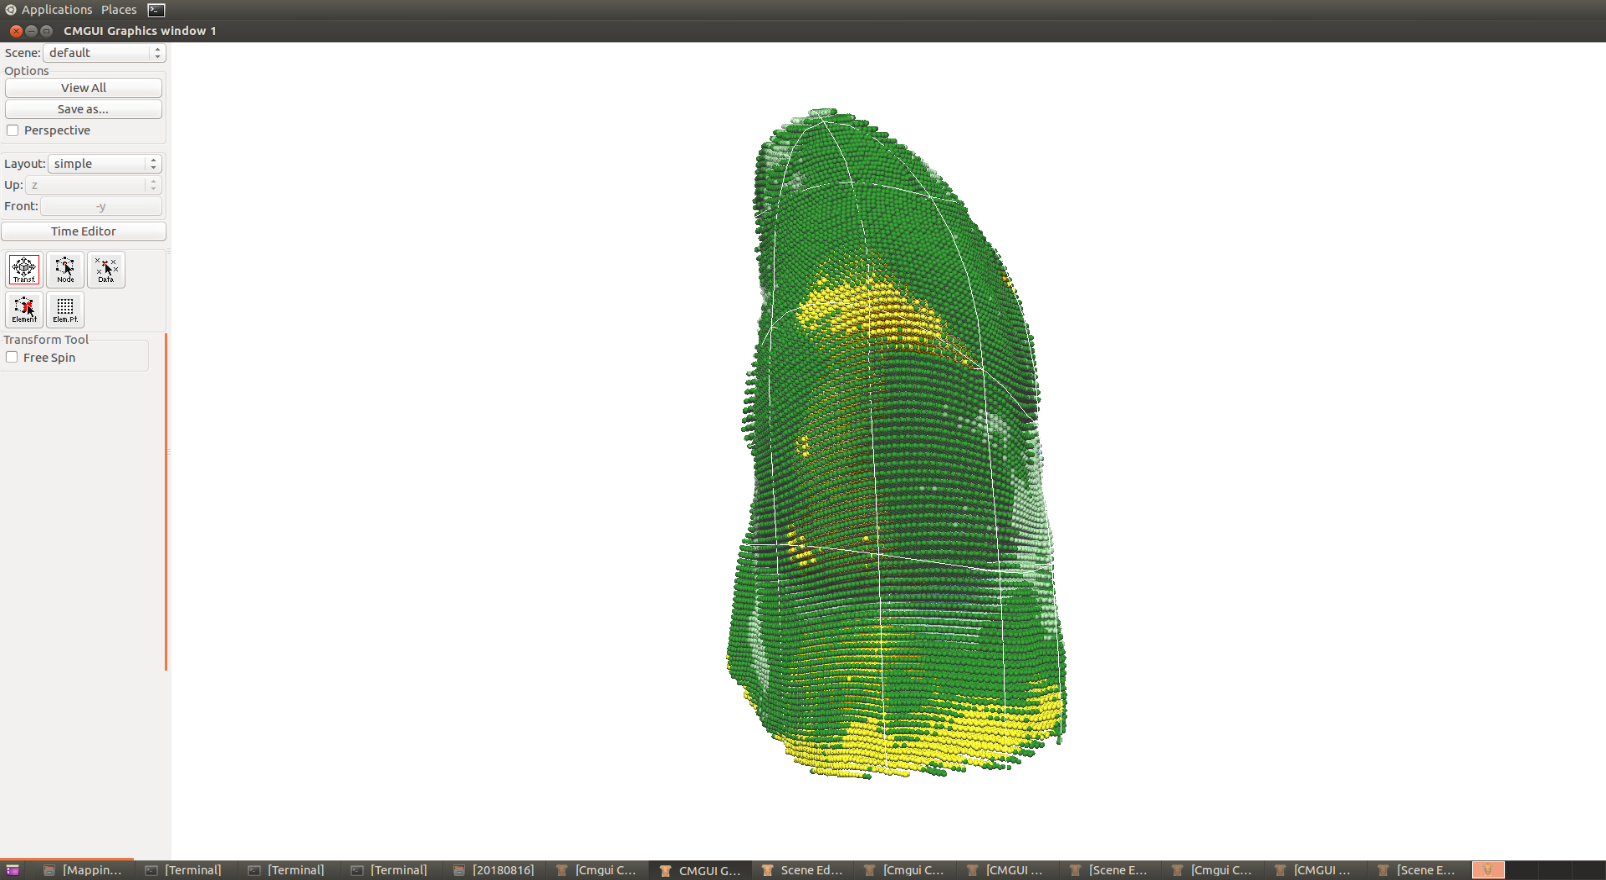 Applications Places
CMGUI Graphics window 1
Scene: default
Options
View All
Save as...
Perspective
Layout: simple
Up: z
Front: -y
Time Editor
Transf. Node Data
Element Elem.Pt.
Transform Tool
Free Spin
[Mappin... [Terminal] [Terminal] [Terminal] [20180816] [Cmgui C... CMGUI G... Scene Ed... [Cmgui C... [CMGUI ... [Scene E... [Cmgui C... [CMGUI ... [Scene E...